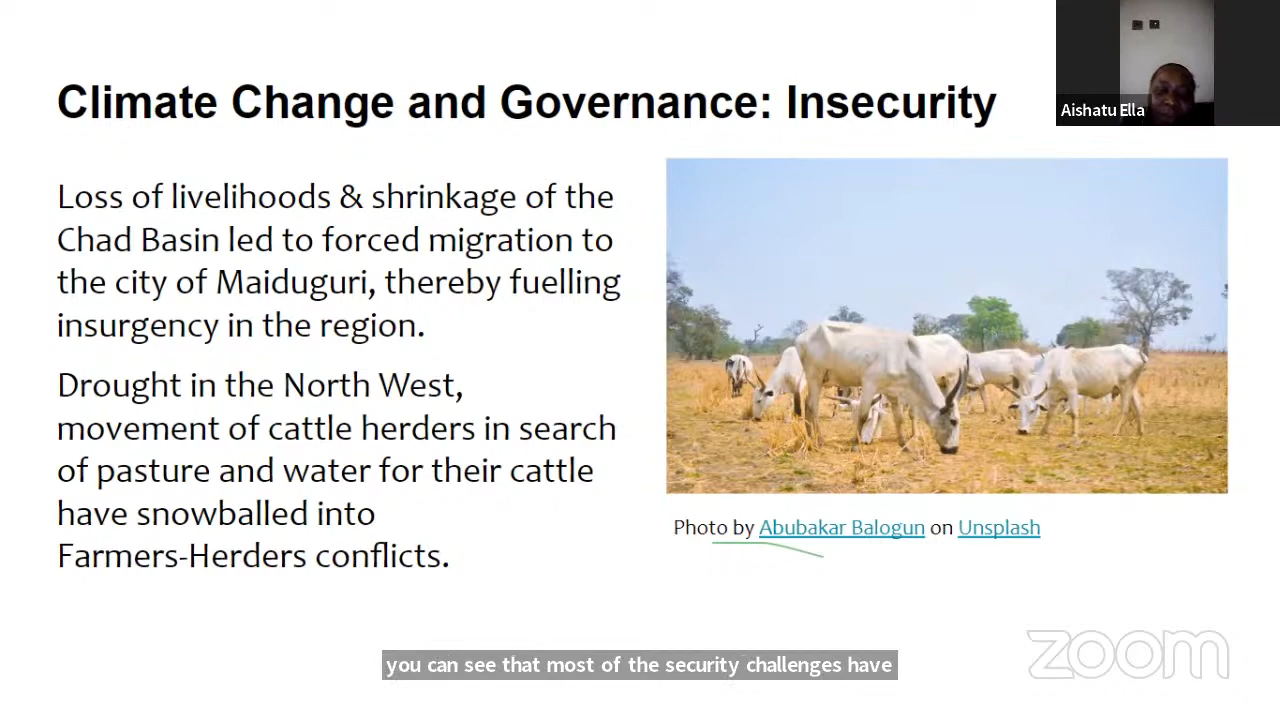 Climate Change and Governance: Insecurity
Aishatu Ella
Loss of livelihoods & shrinkage of the
Chad Basin led to forced migration to
the city of Maiduguri, thereby fuelling
insurgency in the region.
Drought in the North West,
movement of cattle herders in search
of pasture and water for their cattle
have snowballed into
Farmers-Herders conflicts.
Photo by Abubakar Balogun on Unsplash
you can see that most of the security challenges have
zoom